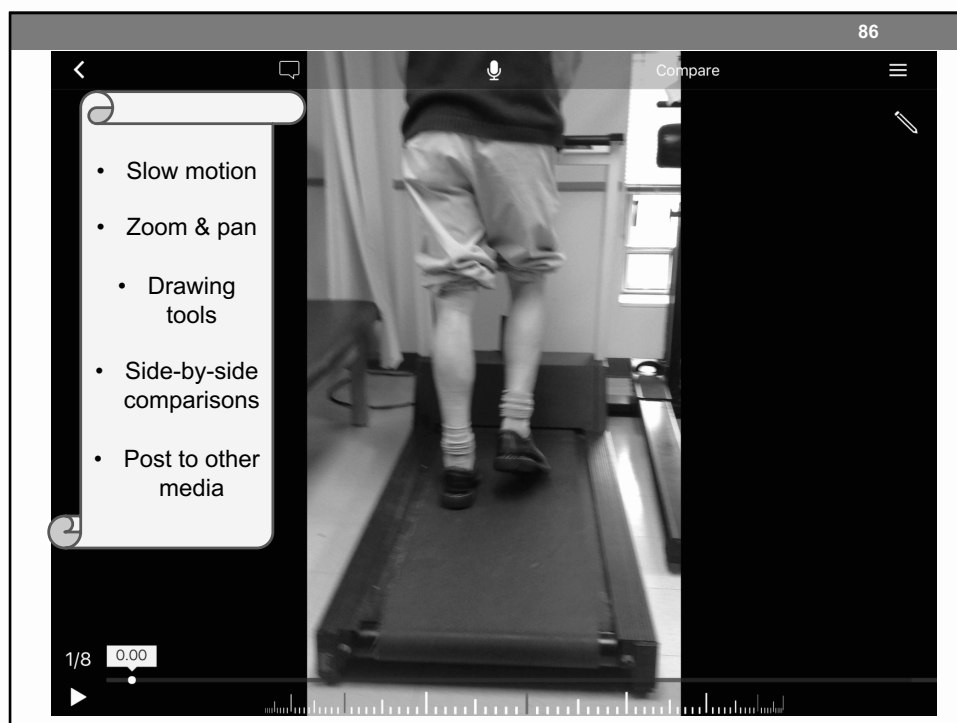 86
Compare
• Slow motion
• Zoom & pan
• Drawing
tools
• Side-by-side
comparisons
• Post to other
media
1/8
0.00